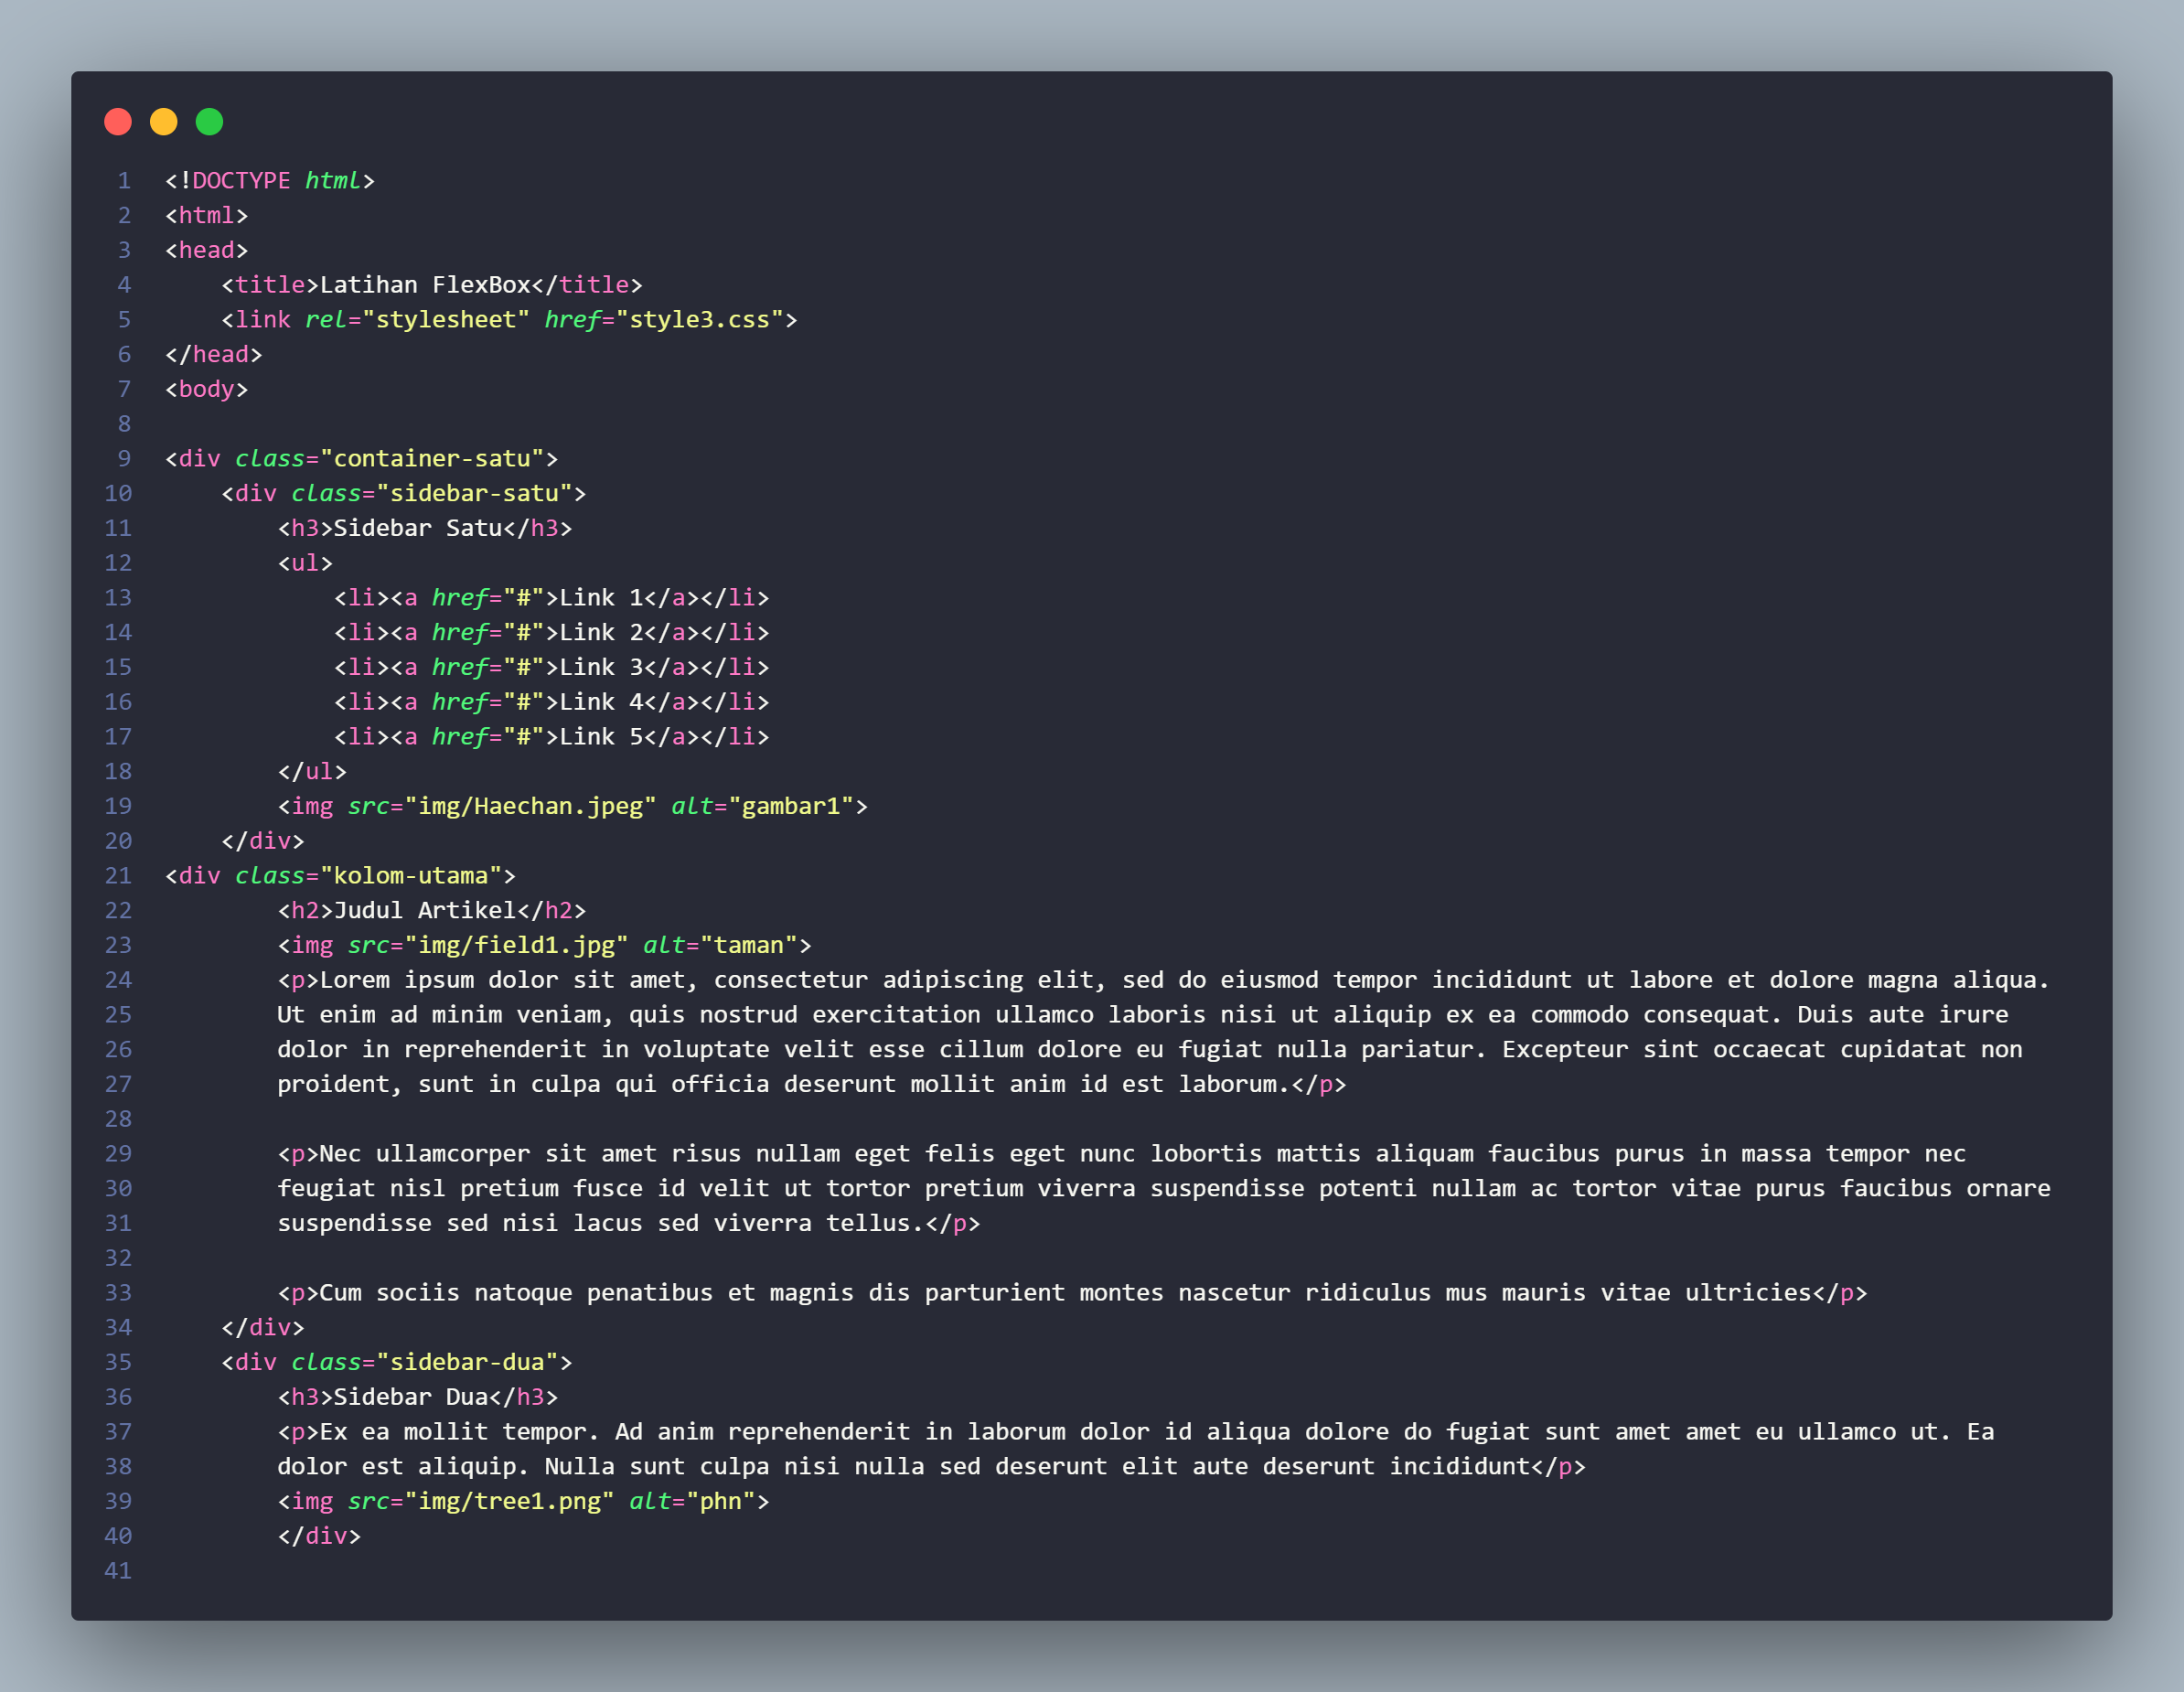 1 <!DOCTYPE html>
2 <html>
3 <head>
4     <title>Latihan FlexBox</title>
5     <link rel="stylesheet" href="style3.css">
6 </head>
7 <body>
8
9 <div class="container-satu">
10     <div class="sidebar-satu">
11         <h3>Sidebar Satu</h3>
12         <ul>
13             <li><a href="#">Link 1</a></li>
14             <li><a href="#">Link 2</a></li>
15             <li><a href="#">Link 3</a></li>
16             <li><a href="#">Link 4</a></li>
17             <li><a href="#">Link 5</a></li>
18         </ul>
19         <img src="img/Haechan.jpeg" alt="gambar1">
20     </div>
21 <div class="kolom-utama">
22         <h2>Judul Artikel</h2>
23         <img src="img/field1.jpg" alt="taman">
24         <p>Lorem ipsum dolor sit amet, consectetur adipiscing elit, sed do eiusmod tempor incididunt ut labore et dolore magna aliqua.
25         Ut enim ad minim veniam, quis nostrud exercitation ullamco laboris nisi ut aliquip ex ea commodo consequat. Duis aute irure
26         dolor in reprehenderit in voluptate velit esse cillum dolore eu fugiat nulla pariatur. Excepteur sint occaecat cupidatat non
27         proident, sunt in culpa qui officia deserunt mollit anim id est laborum.</p>
28
29         <p>Nec ullamcorper sit amet risus nullam eget felis eget nunc lobortis mattis aliquam faucibus purus in massa tempor nec
30         feugiat nisl pretium fusce id velit ut tortor pretium viverra suspendisse potenti nullam ac tortor vitae purus faucibus ornare
31         suspendisse sed nisi lacus sed viverra tellus.</p>
32
33         <p>Cum sociis natoque penatibus et magnis dis parturient montes nascetur ridiculus mus mauris vitae ultricies</p>
34     </div>
35     <div class="sidebar-dua">
36         <h3>Sidebar Dua</h3>
37         <p>Ex ea mollit tempor. Ad anim reprehenderit in laborum dolor id aliqua dolore do fugiat sunt amet amet eu ullamco ut. Ea
38         dolor est aliquip. Nulla sunt culpa nisi nulla sed deserunt elit aute deserunt incididunt</p>
39         <img src="img/tree1.png" alt="phn">
40         </div>
41